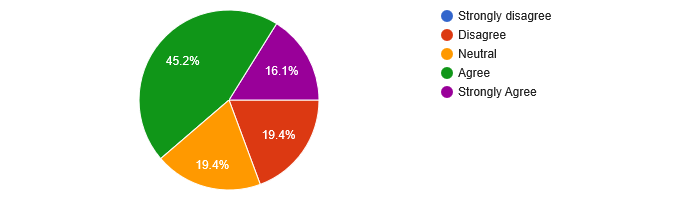 45.2%
16.1%
19.4%
19.4%
Strongly disagree
Disagree
Neutral
Agree
Strongly Agree